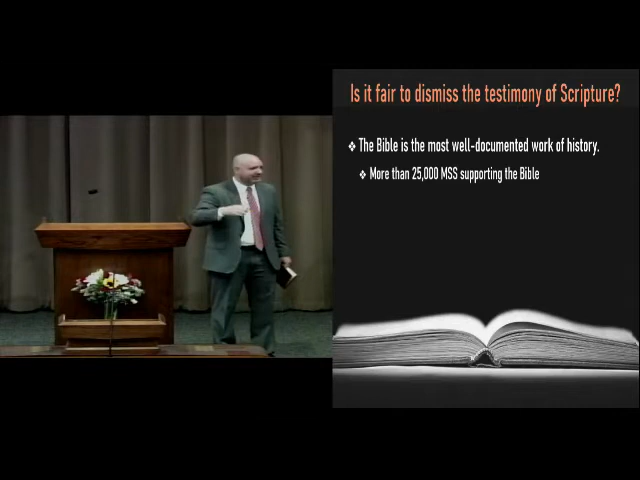 Is it fair to dismiss the testimony of Scripture?
❖ The Bible is the most well-documented work of history.
❖ More than 25,000 MSS supporting the Bible